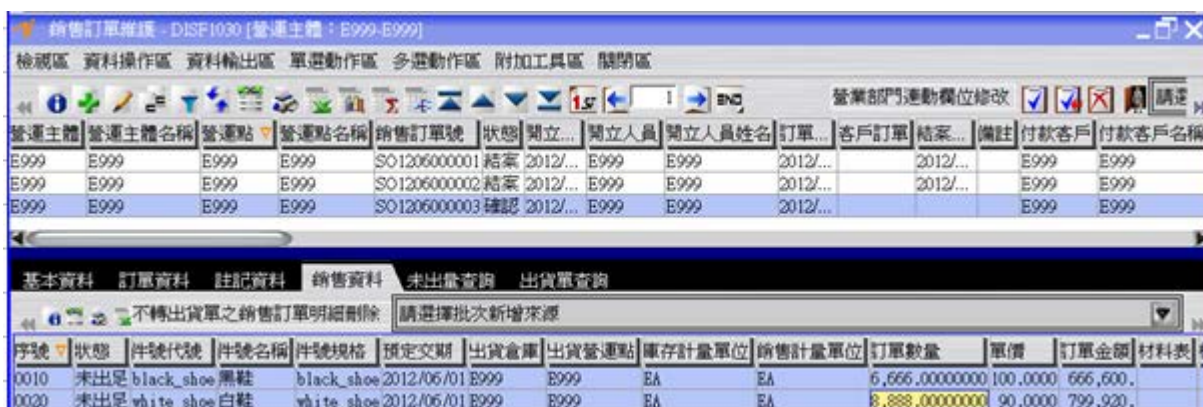 銷售訂單維護 - DISF1030 [營運主體：E999-E999]
檢視區 資料操作區 資料輸出區 單選動作區 多選動作區 附加工具區 關閉區
1st 1 END 營業部門連動欄位修改 請選
營運主體 營運主體名稱 營運點 營運點名稱 銷售訂單號 狀態 開立... 開立人員 開立人員姓名 訂單... 客戶訂單 結案... 備註 付款客戶 付款客戶名稱
E999 E999 E999 E999 SO1206000001 結案 2012/... E999 E999 2012/... 2012/... E999 E999
E999 E999 E999 E999 SO1206000002 結案 2012/... E999 E999 2012/... 2012/... E999 E999
E999 E999 E999 E999 SO1206000003 確認 2012/... E999 E999 2012/... E999 E999
基本資料 訂單資料 註記資料 銷售資料 未出量查詢 出貨單查詢
不轉出貨單之銷售訂單明細刪除 請選擇批次新增來源
序號 狀態 件號代號 件號名稱 件號規格 預定交期 出貨倉庫 出貨營運點 庫存計量單位 銷售計量單位 訂單數量 單價 訂單金額 材料表
0010 未出足 black_shoe 黑鞋 black_shoe 2012/06/01 E999 E999 EA EA 6,666.00000000 100.0000 666,600.
0020 未出足 white_shoe 白鞋 white_shoe 2012/06/01 E999 E999 EA EA 8,888.00000000 90.0000 799,920.